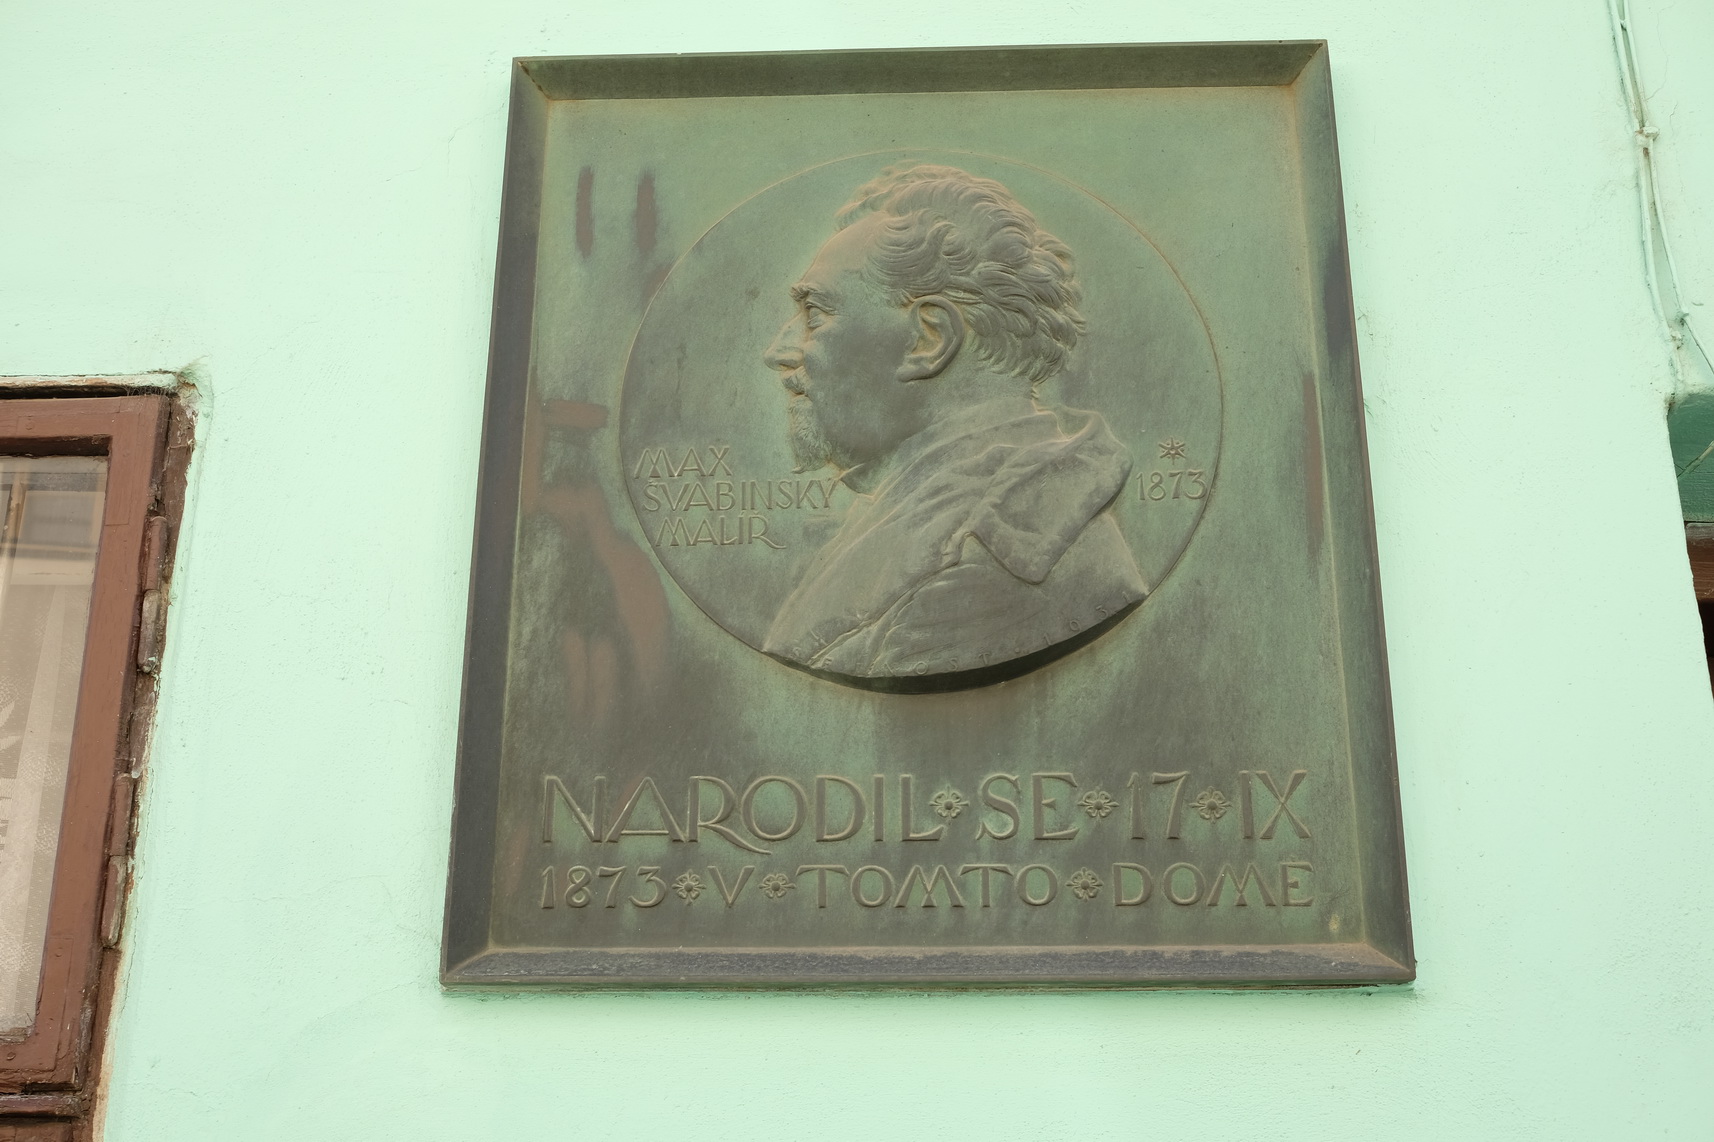 MAX
ŠVABINSKÝ
MALÍŘ
* 1873
NARODIL SE 17 IX
1873 V TOMTO DOMĚ